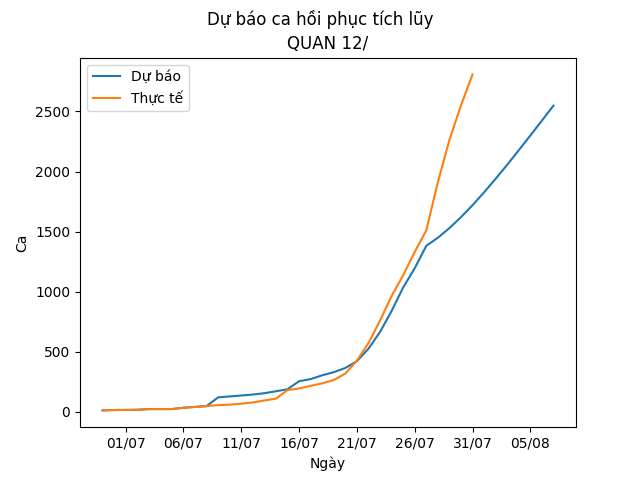 Dự báo ca hồi phục tích lũy
QUAN 12/
Dự báo
Thực tế
Ca
2500
2000
1500
1000
500
0
01/07 06/07 11/07 16/07 21/07 26/07 31/07 05/08
Ngày